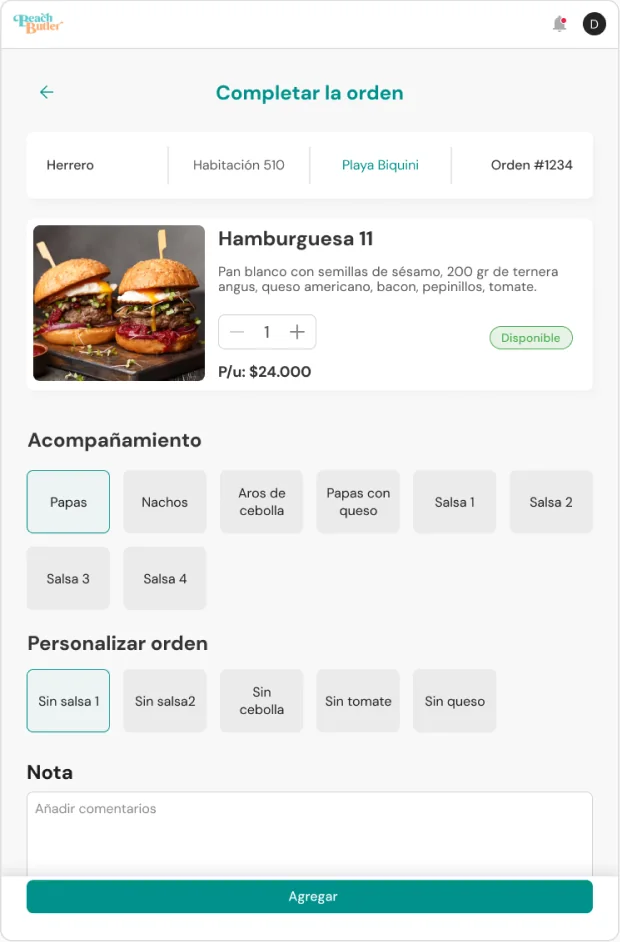 Beach
Butler
D
Completar la orden
Herrero
Habitación 510
Playa Biquini
Orden #1234
Hamburguesa 11
Pan blanco con semillas de sésamo, 200 gr de ternera
angus, queso americano, bacon, pepinillos, tomate.
1
Disponible
P/u: $24.000
Acompañamiento
Papas
Nachos
Aros de
cebolla
Papas con
queso
Salsa 1
Salsa 2
Salsa 3
Salsa 4
Personalizar orden
Sin salsa 1
Sin salsa2
Sin
cebolla
Sin tomate
Sin queso
Nota
Añadir comentarios
Agregar